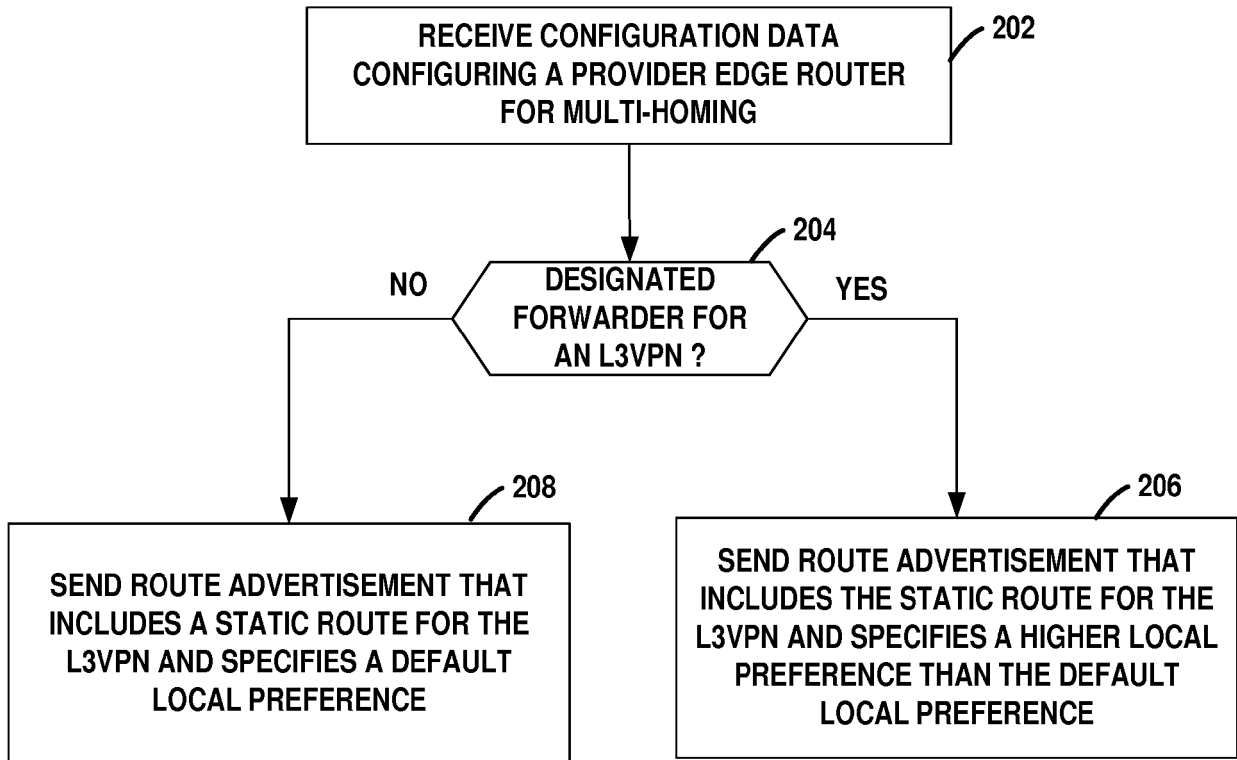 RECEIVE CONFIGURATION DATA
CONFIGURING A PROVIDER EDGE ROUTER
FOR MULTI-HOMING
202
204
DESIGNATED
FORWARDER FOR
AN L3VPN ?
NO
YES
208
SEND ROUTE ADVERTISEMENT THAT
INCLUDES A STATIC ROUTE FOR THE
L3VPN AND SPECIFIES A DEFAULT
LOCAL PREFERENCE
206
SEND ROUTE ADVERTISEMENT THAT
INCLUDES THE STATIC ROUTE FOR THE
L3VPN AND SPECIFIES A HIGHER LOCAL
PREFERENCE THAN THE DEFAULT
LOCAL PREFERENCE